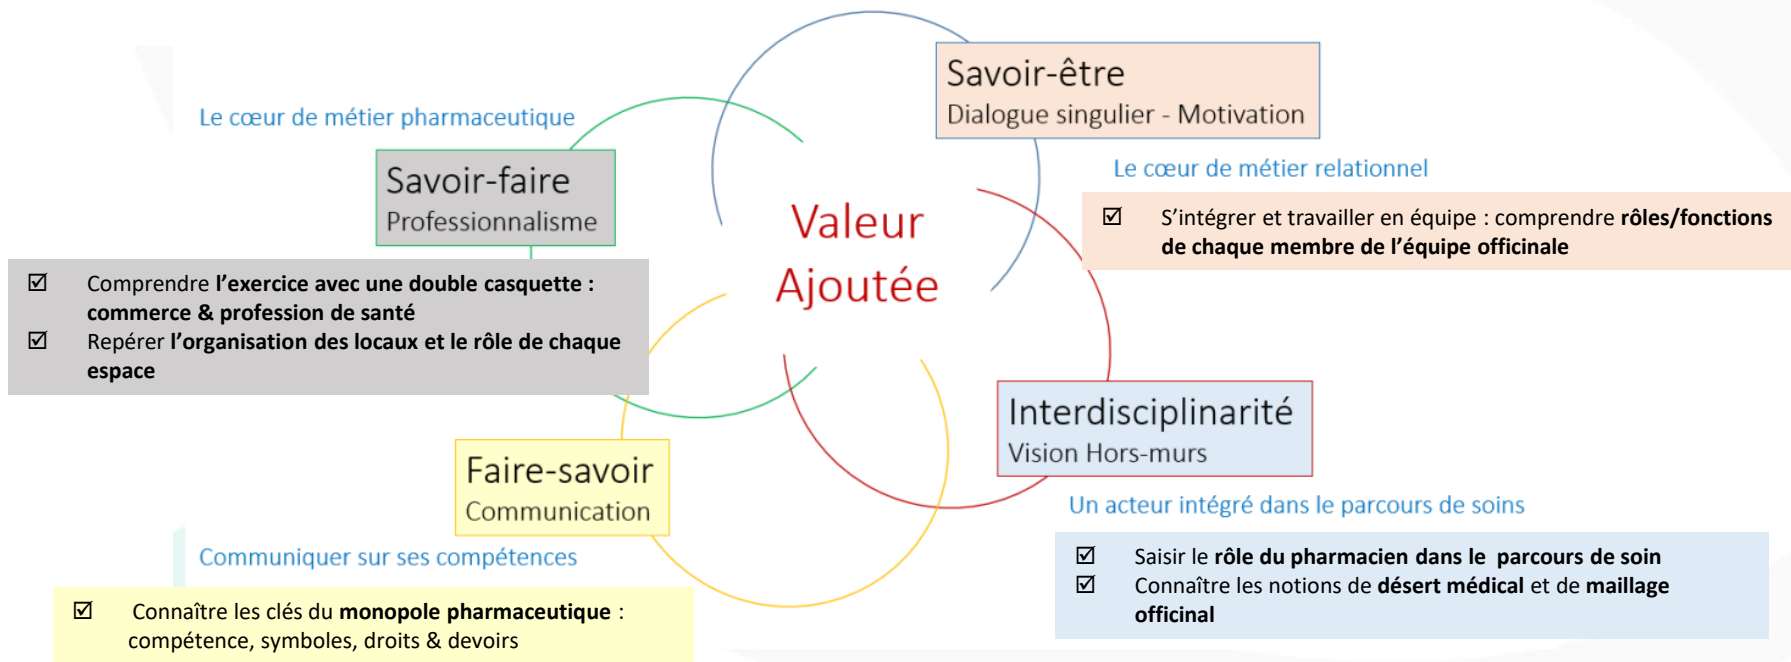 Le cœur de métier pharmaceutique
Savoir-faire
Professionnalisme
☑ Comprendre l'exercice avec une double casquette :
commerce & profession de santé
☑ Repérer l'organisation des locaux et le rôle de chaque
espace
Savoir-être
Dialogue singulier - Motivation
Le cœur de métier relationnel
☑ S'intégrer et travailler en équipe : comprendre rôles/fonctions
de chaque membre de l'équipe officinale
Valeur
Ajoutée
Faire-savoir
Communication
Communiquer sur ses compétences
☑ Connaître les clés du monopole pharmaceutique :
compétence, symboles, droits & devoirs
Interdisciplinarité
Vision Hors-murs
Un acteur intégré dans le parcours de soins
☑ Saisir le rôle du pharmacien dans le parcours de soin
☑ Connaître les notions de désert médical et de maillage
officinal